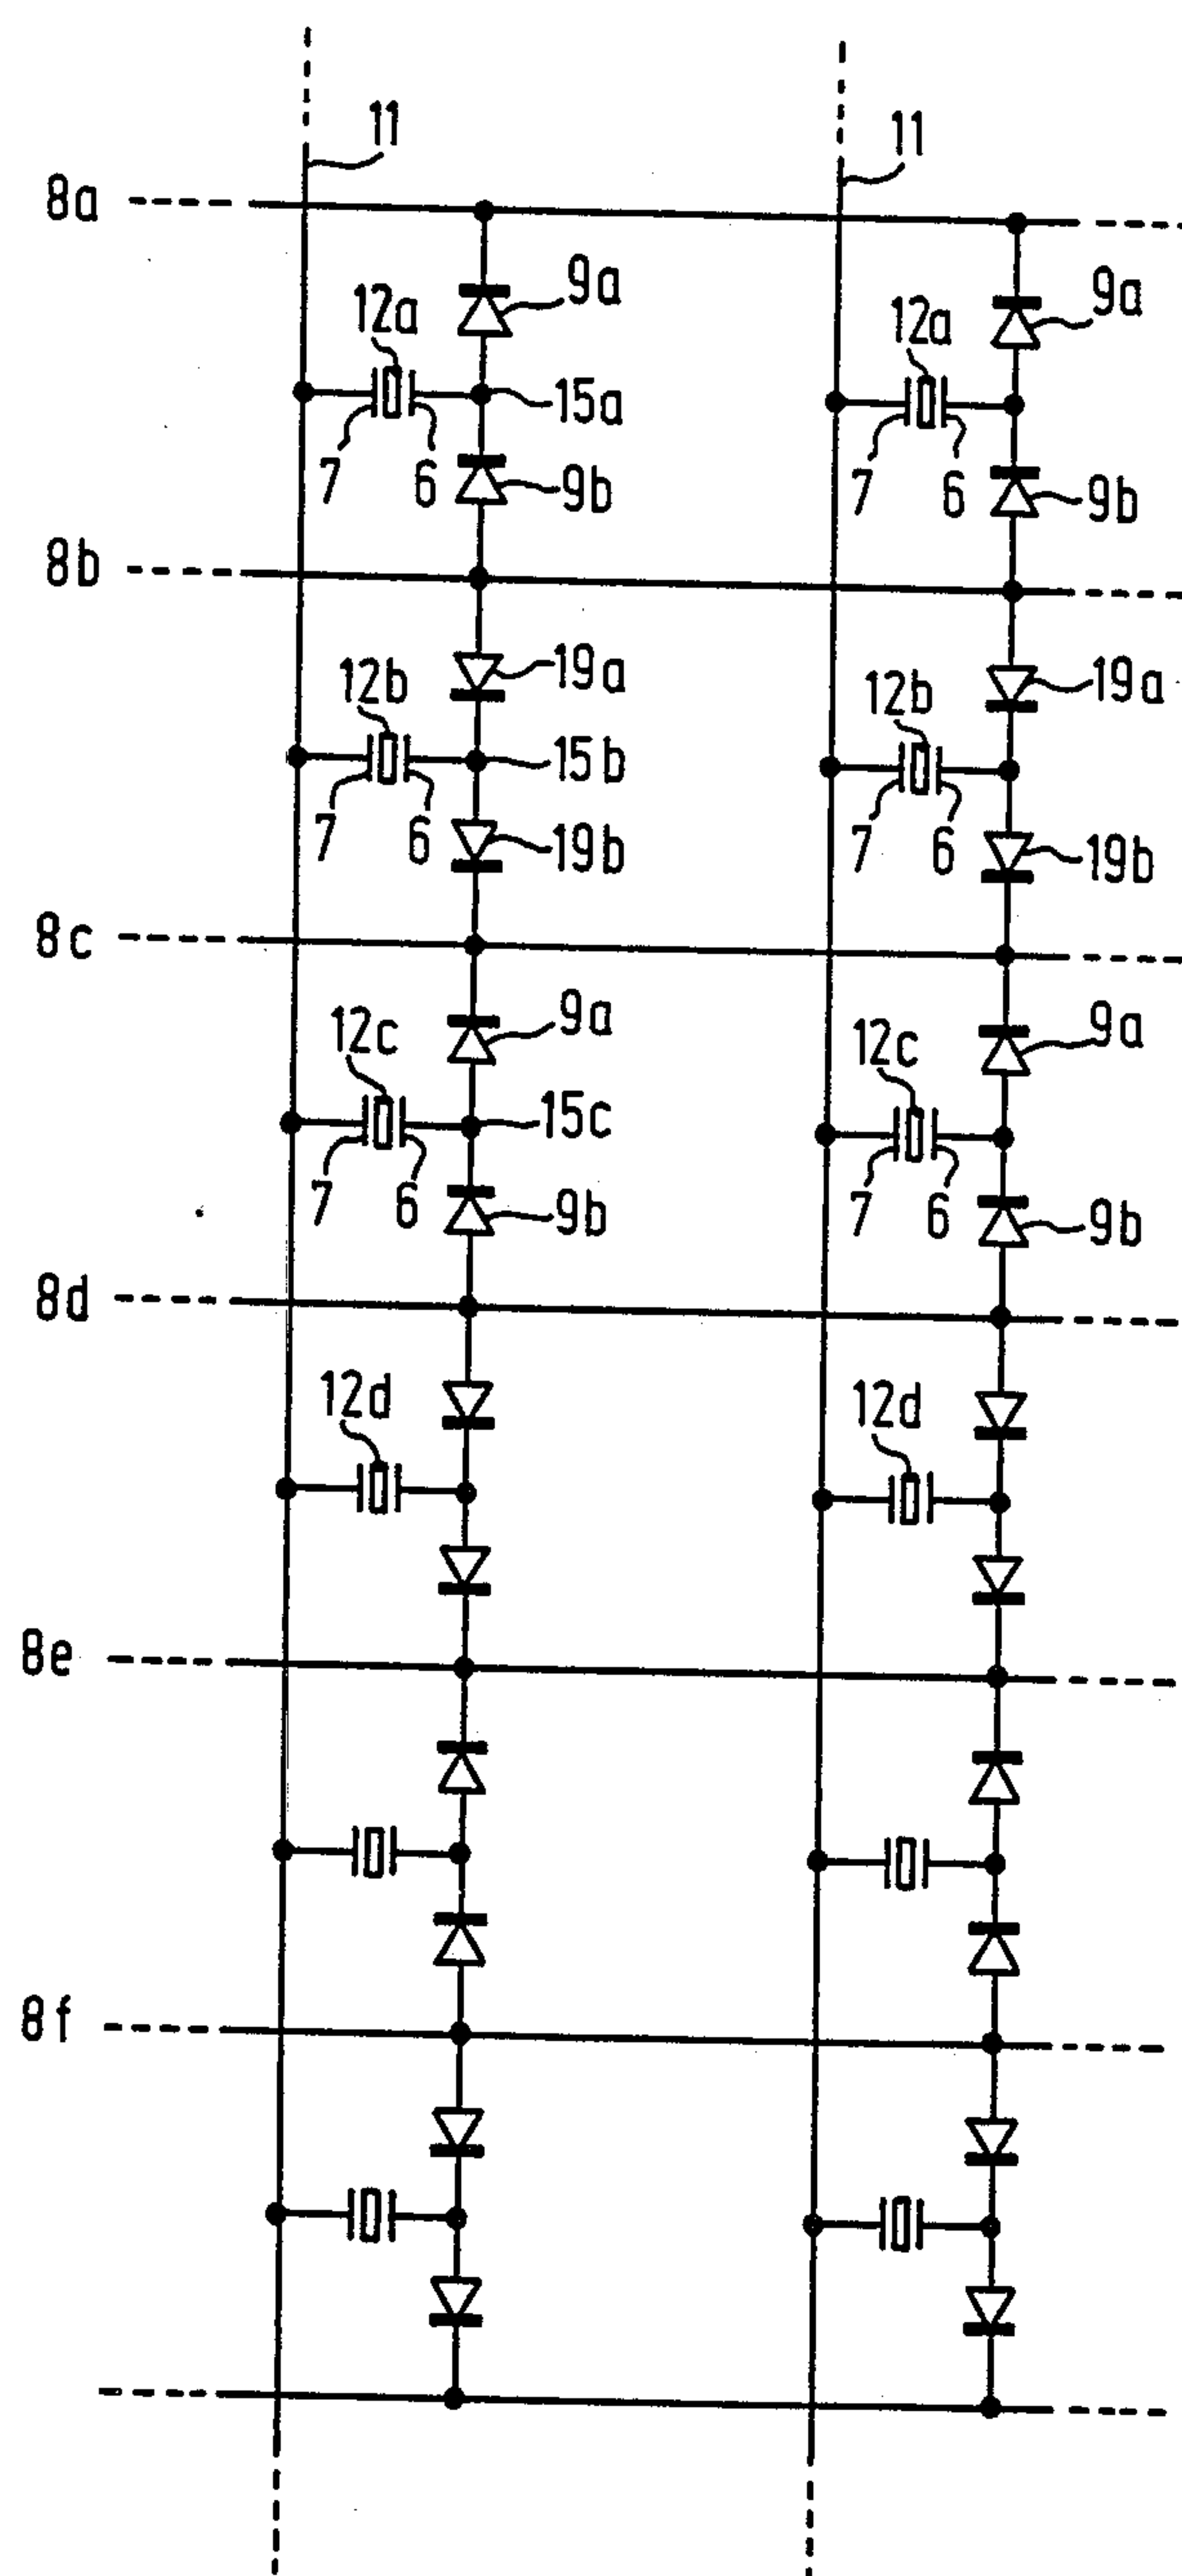 11 11
8a
9a 9a
12a 12a
15a
7 6 9b 7 6 9b
8b
19a 19a
12b 12b
15b
7 6 19b 7 6 19b
8c
9a 9a
12c 12c
15c
7 6 9b 7 6 9b
8d
12d 12d
8e
8f